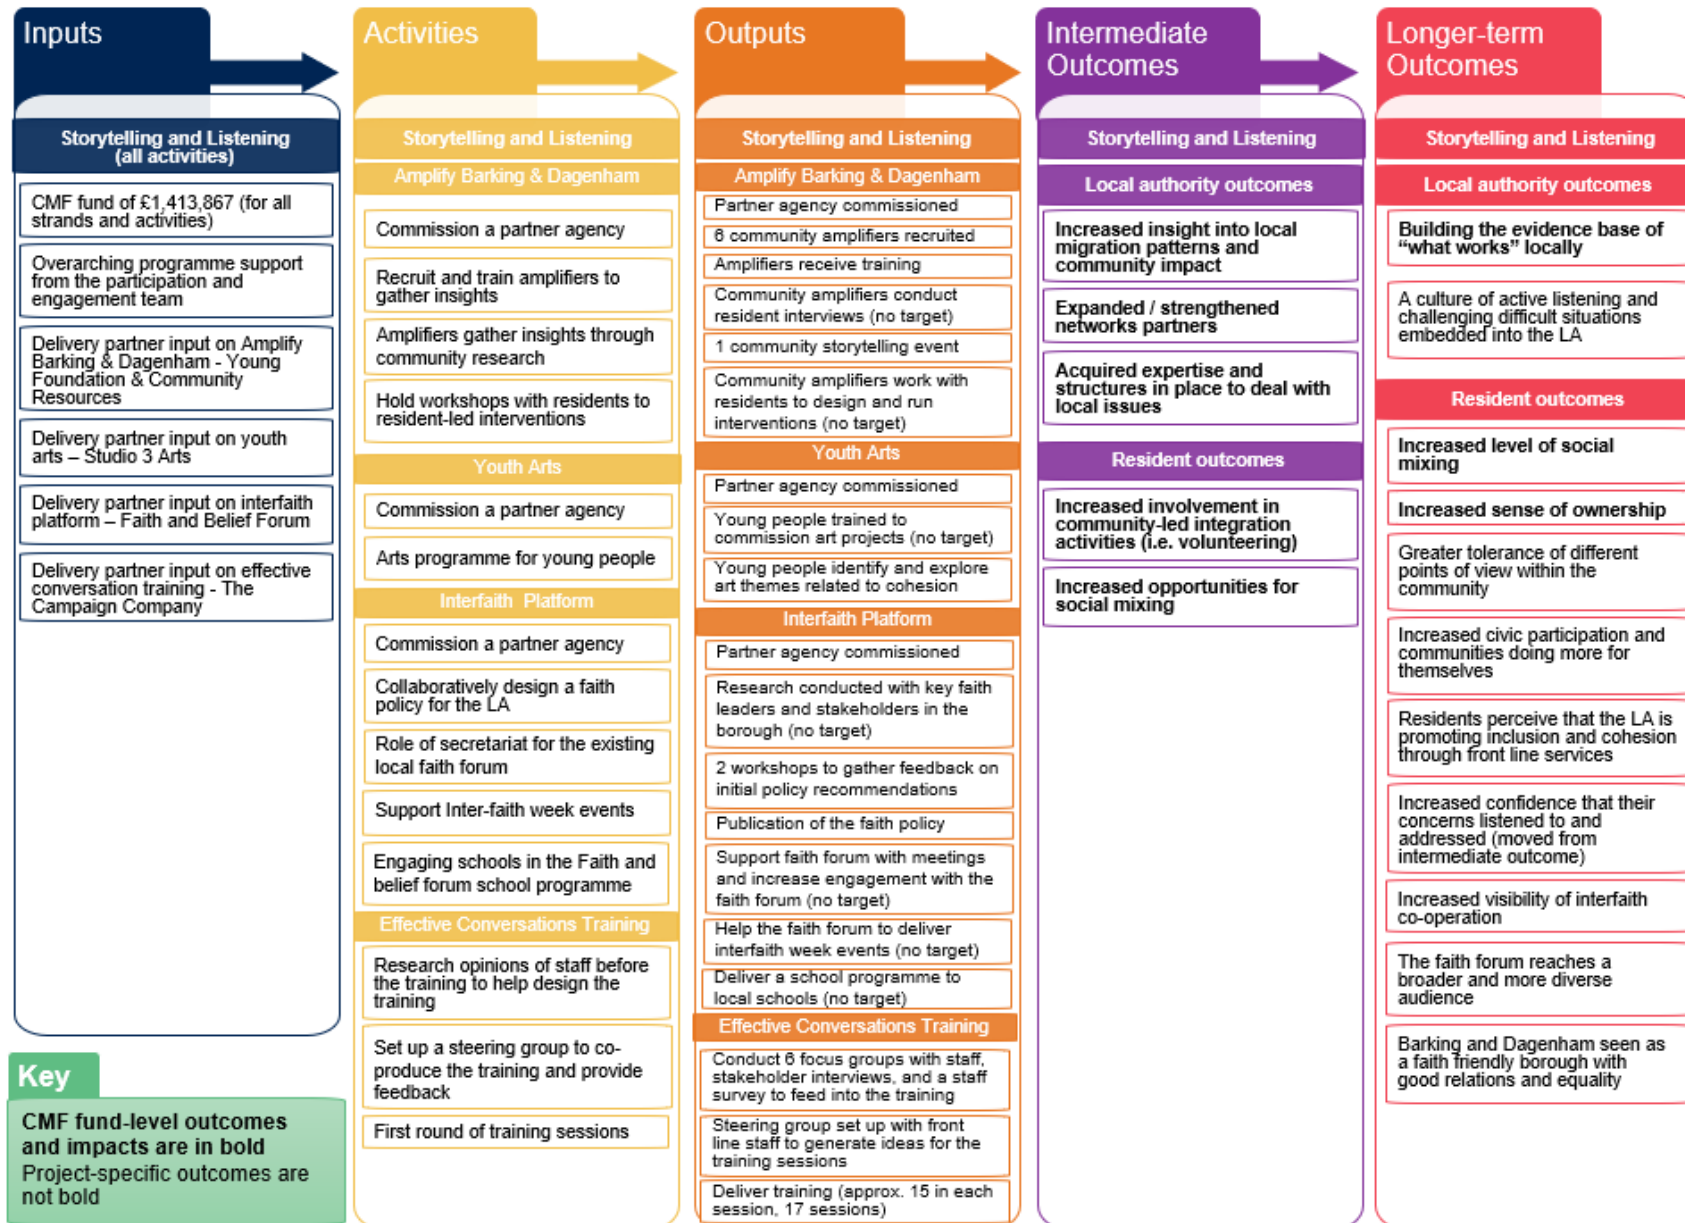 Inputs
Storytelling and Listening
(all activities)
CMF fund of £1,413,867 (for all
strands and activities)
Overarching programme support
from the participation and
engagement team
Delivery partner input on Amplify
Barking & Dagenham - Young
Foundation & Community
Resources
Delivery partner input on youth
arts – Studio 3 Arts
Delivery partner input on interfaith
platform – Faith and Belief Forum
Delivery partner input on effective
conversation training - The
Campaign Company
Key
CMF fund-level outcomes
and impacts are in bold
Project-specific outcomes are
not bold
Activities
Storytelling and Listening
Amplify Barking & Dagenham
Commission a partner agency
Recruit and train amplifiers to
gather insights
Amplifiers gather insights through
community research
Hold workshops with residents to
resident-led interventions
Youth Arts
Commission a partner agency
Arts programme for young people
Interfaith Platform
Commission a partner agency
Collaboratively design a faith
policy for the LA
Role of secretariat for the existing
local faith forum
Support Inter-faith week events
Engaging schools in the Faith and
belief forum school programme
Effective Conversations Training
Research opinions of staff before
the training to help design the
training
Set up a steering group to co-
produce the training and provide
feedback
First round of training sessions
Outputs
Storytelling and Listening
Amplify Barking & Dagenham
Partner agency commissioned
6 community amplifiers recruited
Amplifiers receive training
Community amplifiers conduct
resident interviews (no target)
1 community storytelling event
Community amplifiers work with
residents to design and run
interventions (no target)
Youth Arts
Partner agency commissioned
Young people trained to
commission art projects (no target)
Young people identify and explore
art themes related to cohesion
Interfaith Platform
Partner agency commissioned
Research conducted with key faith
leaders and stakeholders in the
borough (no target)
2 workshops to gather feedback on
initial policy recommendations
Publication of the faith policy
Support faith forum with meetings
and increase engagement with the
faith forum (no target)
Help the faith forum to deliver
interfaith week events (no target)
Deliver a school programme to
local schools (no target)
Effective Conversations Training
Conduct 6 focus groups with staff,
stakeholder interviews, and a staff
survey to feed into the training
Steering group set up with front
line staff to generate ideas for the
training sessions
Deliver training (approx. 15 in each
session, 17 sessions)
Intermediate
Outcomes
Storytelling and Listening
Local authority outcomes
Increased insight into local
migration patterns and
community impact
Expanded / strengthened
networks partners
Acquired expertise and
structures in place to deal with
local issues
Resident outcomes
Increased involvement in
community-led integration
activities (i.e. volunteering)
Increased opportunities for
social mixing
Longer-term
Outcomes
Storytelling and Listening
Local authority outcomes
Building the evidence base of
“what works” locally
A culture of active listening and
challenging difficult situations
embedded into the LA
Resident outcomes
Increased level of social
mixing
Increased sense of ownership
Greater tolerance of different
points of view within the
community
Increased civic participation and
communities doing more for
themselves
Residents perceive that the LA is
promoting inclusion and cohesion
through front line services
Increased confidence that their
concerns listened to and
addressed (moved from
intermediate outcome)
Increased visibility of interfaith
co-operation
The faith forum reaches a
broader and more diverse
audience
Barking and Dagenham seen as
a faith friendly borough with
good relations and equality